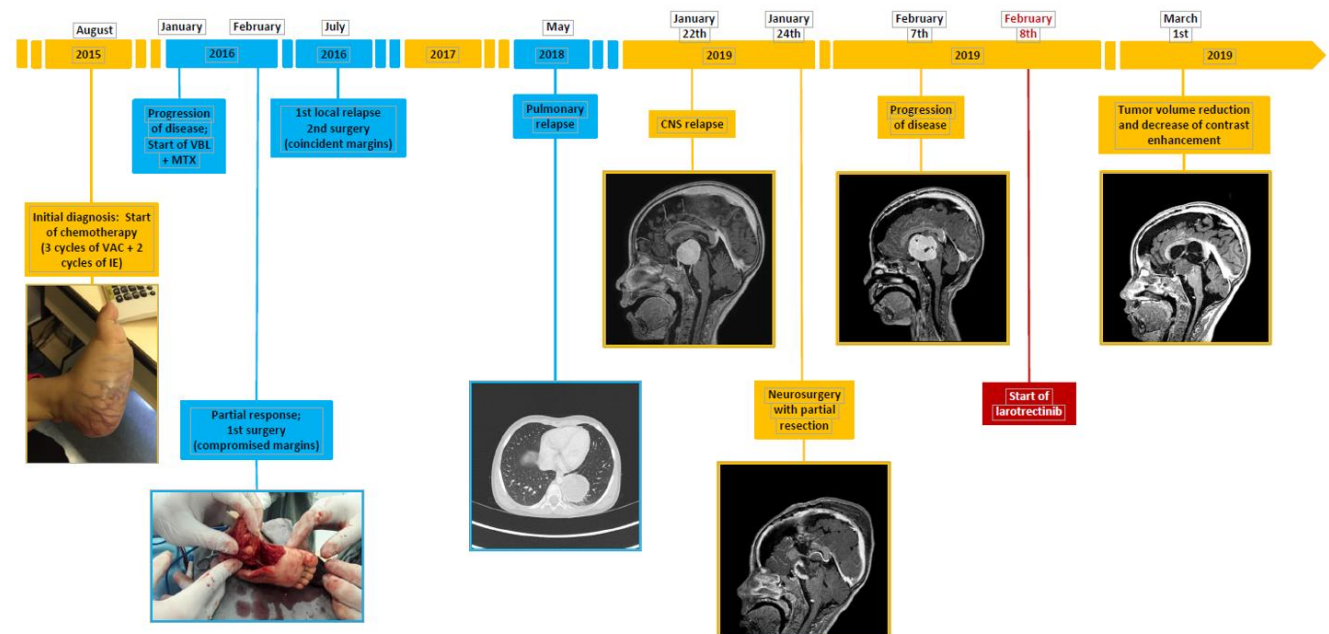 August
January
February
July
May
January
22th
January
24th
February
7th
February
8th
March
1st
2015
2016
2016
2017
2018
2019
2019
2019
Progression
of disease;
Start of VBL
+ MTX
1st local relapse
2nd surgery
(coincident margins)
Pulmonary
relapse
CNS relapse
Progression
of disease
Tumor volume reduction
and decrease of contrast
enhancement
Initial diagnosis: Start
of chemotherapy
(3 cycles of VAC + 2
cycles of IE)
Partial response;
1st surgery
(compromised margins)
Neurosurgery
with partial
resection
Start of
larotrectinib